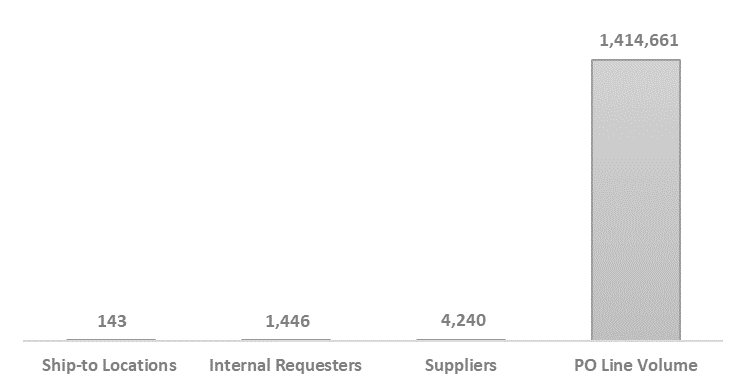 1,414,661
143
1,446
4,240
Ship-to Locations
Internal Requesters
Suppliers
PO Line Volume